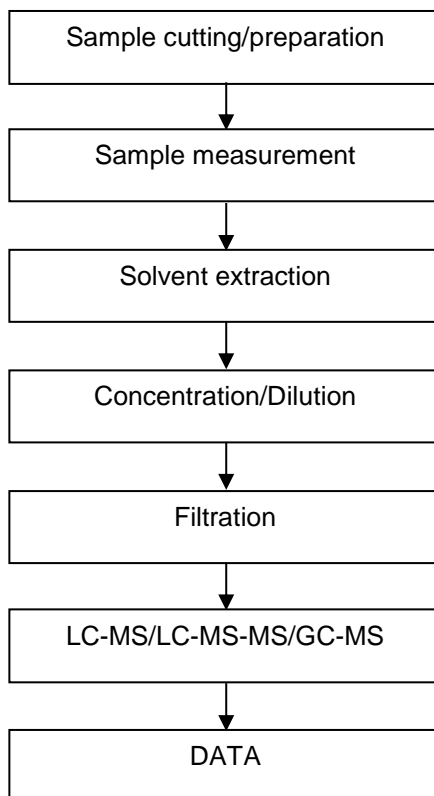 Sample cutting/preparation
Sample measurement
Solvent extraction
Concentration/Dilution
Filtration
LC-MS/LC-MS-MS/GC-MS
DATA